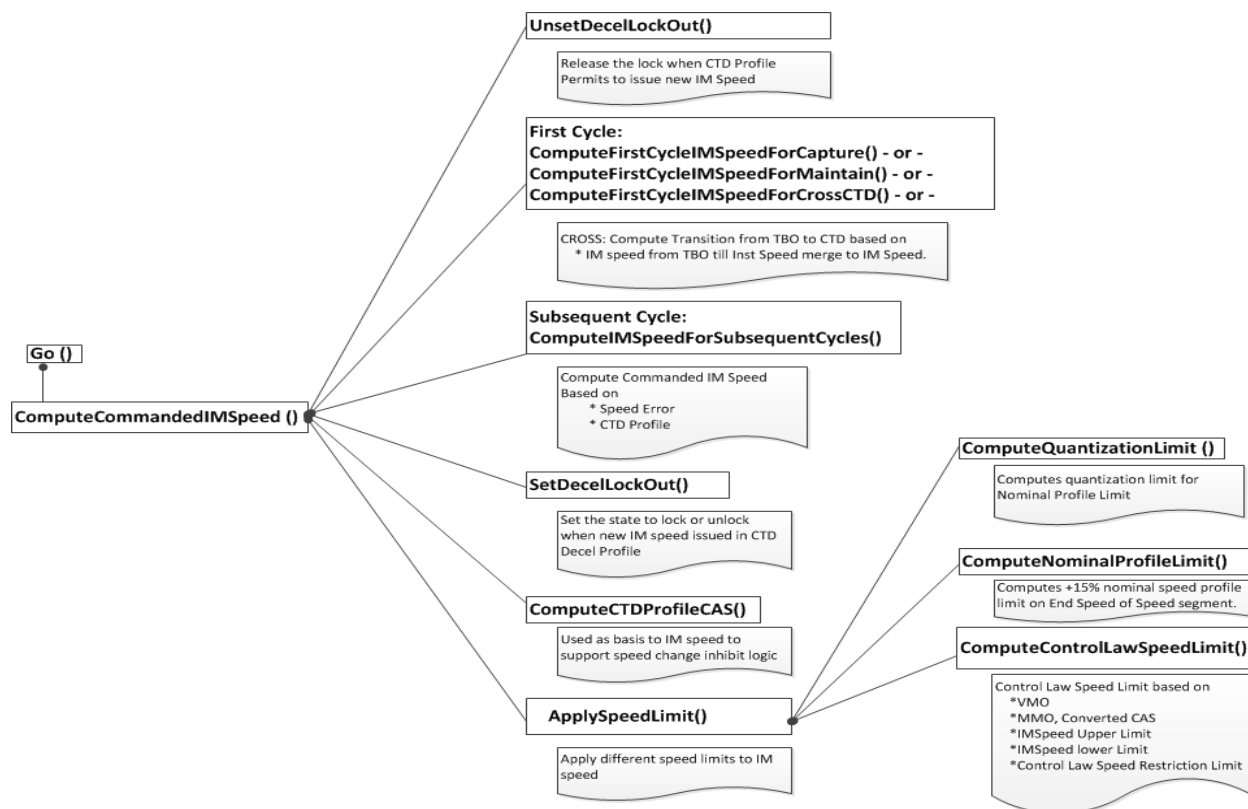 UnsetDecelLockOut()
Release the lock when CTD Profile
Permits to issue new IM Speed
First Cycle:
ComputeFirstCycleIMSpeedForCapture() - or -
ComputeFirstCycleIMSpeedForMaintain() - or -
ComputeFirstCycleIMSpeedForCrossCTD() - or -
CROSS: Compute Transition from TBO to CTD based on
* IM speed from TBO till Inst Speed merge to IM Speed.
Subsequent Cycle:
ComputeIMSpeedForSubsequentCycles()
Compute Commanded IM Speed
Based on
* Speed Error
* CTD Profile
Go ()
ComputeCommandedIMSpeed ()
SetDecelLockOut()
Set the state to lock or unlock
when new IM speed issued in CTD
Decel Profile
ComputeCTDProfileCAS()
Used as basis to IM speed to
support speed change inhibit logic
ApplySpeedLimit()
Apply different speed limits to IM
speed
ComputeQuantizationLimit ()
Computes quantization limit for
Nominal Profile Limit
ComputeNominalProfileLimit()
Computes +15% nominal speed profile
limit on End Speed of Speed segment.
ComputeControlLawSpeedLimit()
Control Law Speed Limit based on
*VMO
*MMO, Converted CAS
*IMSpeed Upper Limit
*IMSpeed lower Limit
*Control Law Speed Restriction Limit